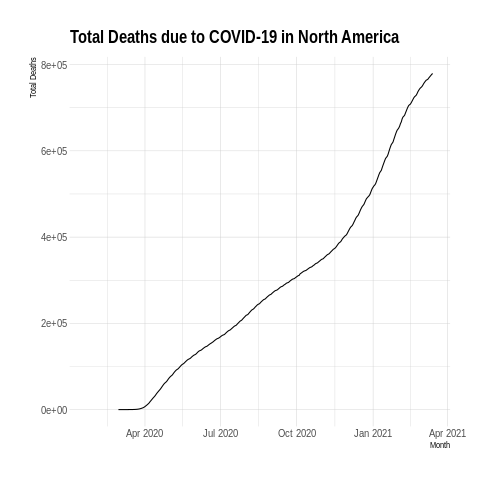 Total Deaths due to COVID-19 in North America
Total Deaths
8e+05
6e+05
4e+05
2e+05
0e+00
Apr 2020 Jul 2020 Oct 2020 Jan 2021 Apr 2021
Month